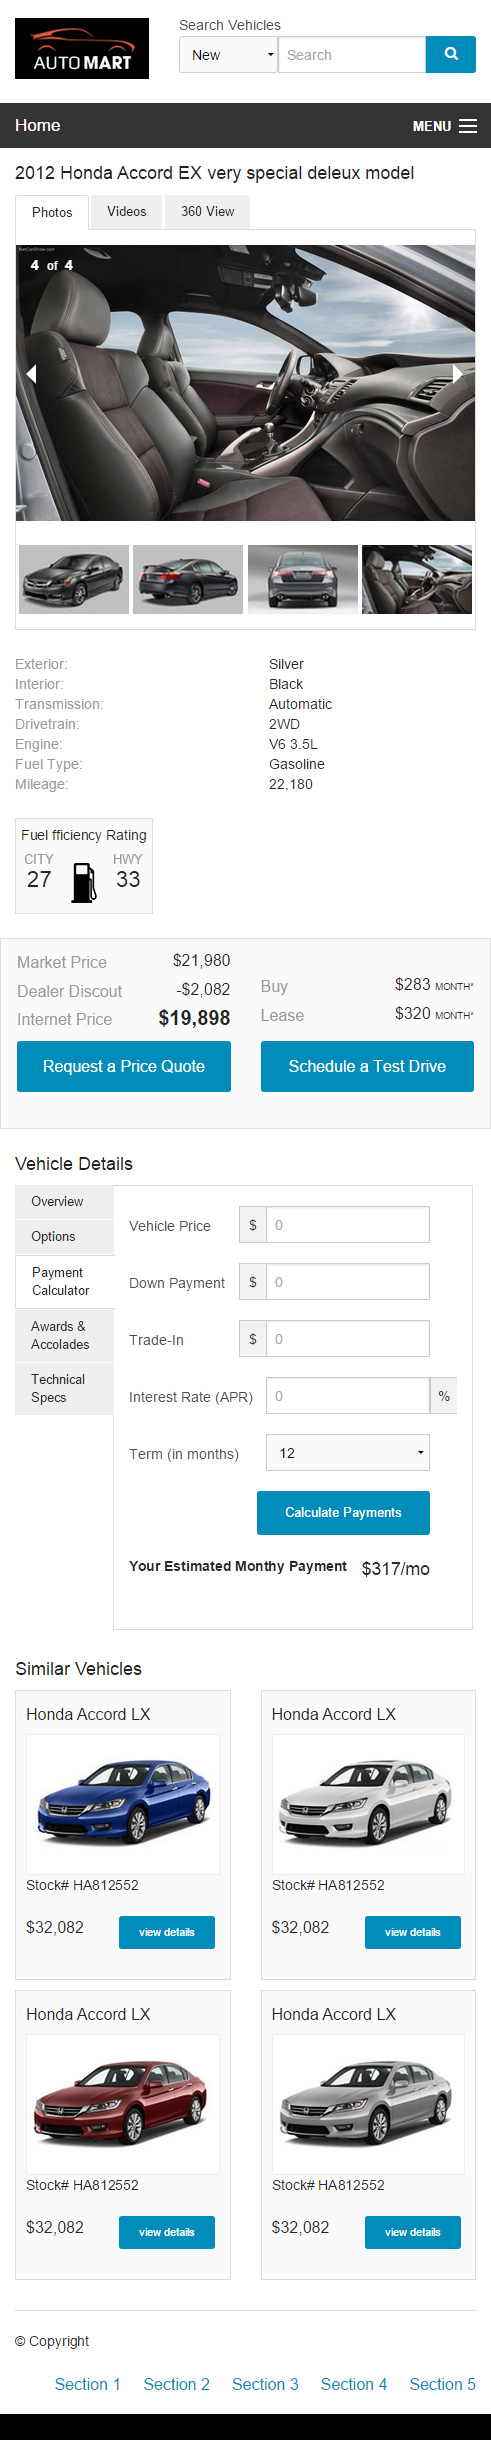 AUTO MART
Search Vehicles
New
Search
Home
MENU
2012 Honda Accord EX very special deleux model
Photos
Videos
360 View
NetCarShow.com
4 of 4
Exterior: Silver
Interior: Black
Transmission: Automatic
Drivetrain: 2WD
Engine: V6 3.5L
Fuel Type: Gasoline
Mileage: 22,180
Fuel fficiency Rating
CITY HWY
27 33
Market Price $21,980
Dealer Discout -$2,082
Internet Price $19,898
Request a Price Quote
Buy $283 MONTH*
Lease $320 MONTH*
Schedule a Test Drive
Vehicle Details
Overview
Options
Payment
Calculator
Awards &
Accolades
Technical
Specs
Vehicle Price $ 0
Down Payment $ 0
Trade-In $ 0
Interest Rate (APR) 0 %
Term (in months) 12
Calculate Payments
Your Estimated Monthy Payment $317/mo
Similar Vehicles
Honda Accord LX
Stock# HA812552
$32,082 view details
Honda Accord LX
Stock# HA812552
$32,082 view details
Honda Accord LX
Stock# HA812552
$32,082 view details
Honda Accord LX
Stock# HA812552
$32,082 view details
© Copyright
Section 1 Section 2 Section 3 Section 4 Section 5